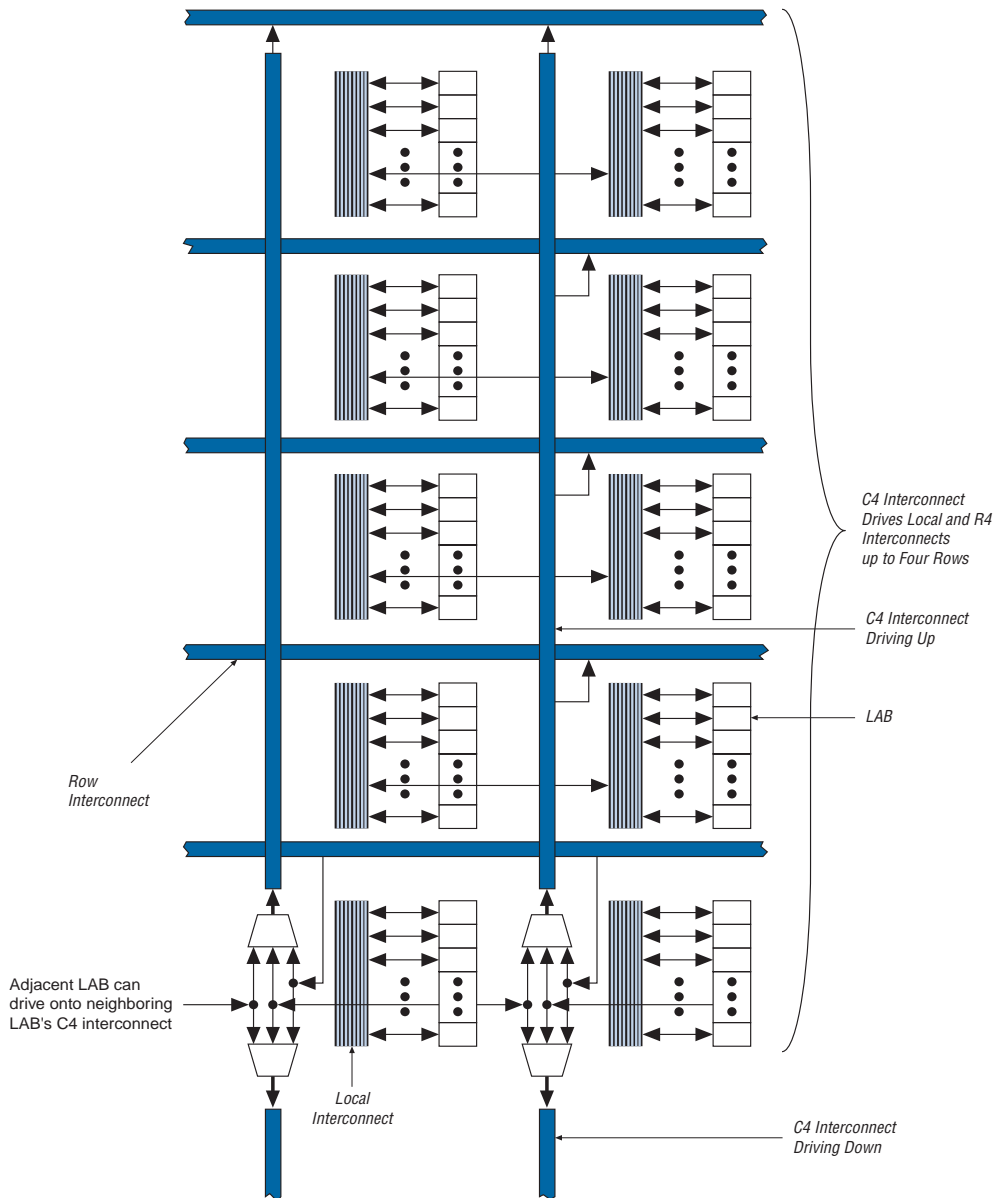 C4 Interconnect
Drives Local and R4
Interconnects
up to Four Rows
C4 Interconnect
Driving Up
LAB
Row
Interconnect
Adjacent LAB can
drive onto neighboring
LAB's C4 interconnect
Local
Interconnect
C4 Interconnect
Driving Down